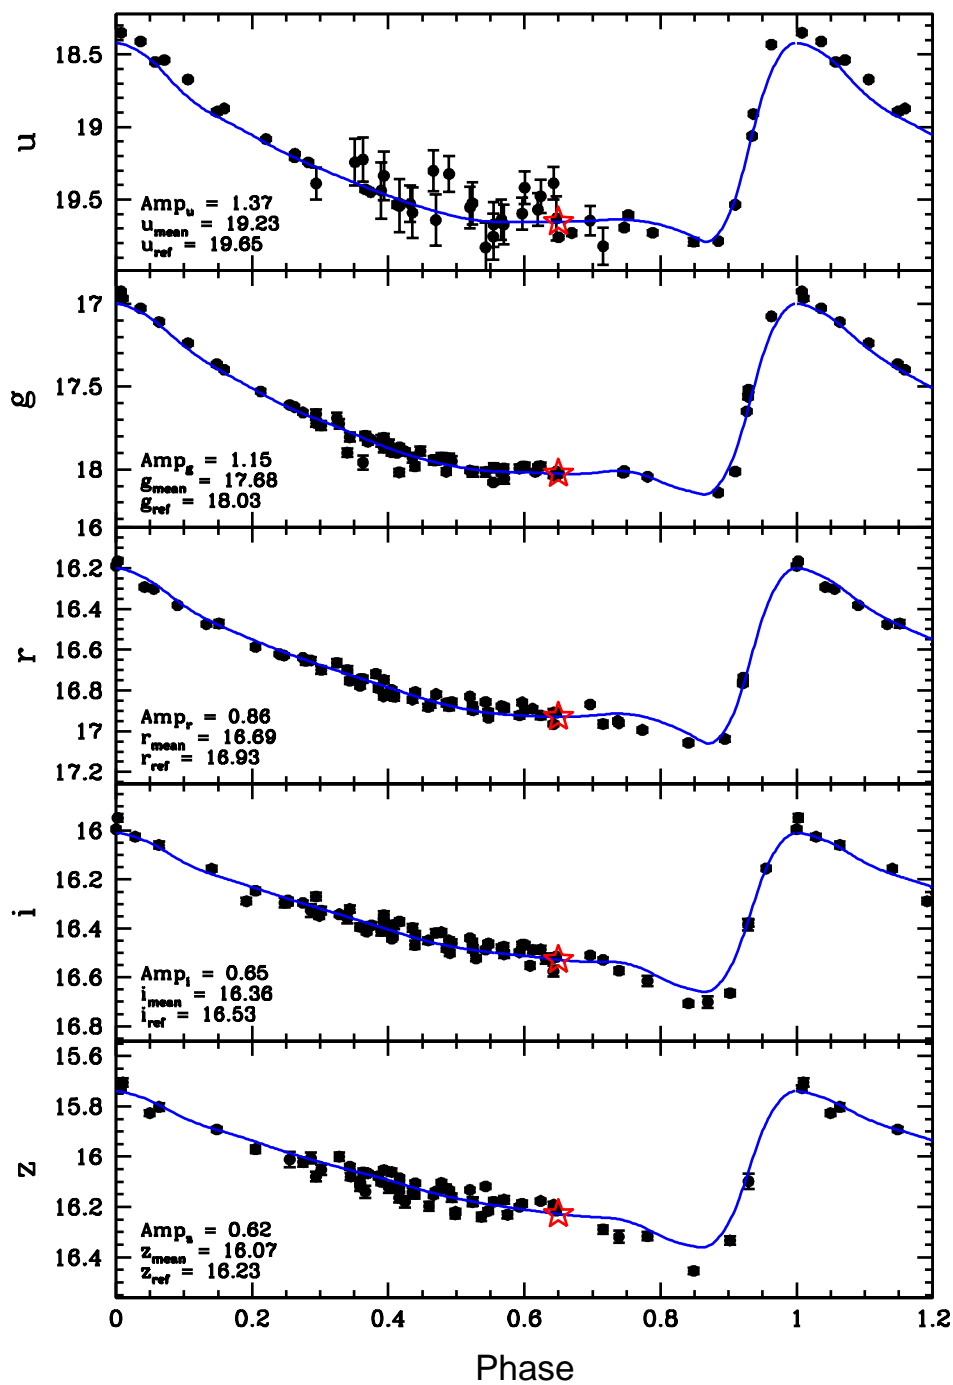 18.5
19
19.5
u
Ampu = 1.37
umean = 19.23
uref = 19.65
17
17.5
18
g
Ampg = 1.15
gmean = 17.68
gref = 18.03
16
16.2
16.4
16.6
16.8
17
17.2
r
Ampr = 0.86
rmean = 16.69
rref = 16.93
16
16.2
16.4
16.6
16.8
i
Ampi = 0.65
imean = 16.36
iref = 16.53
15.6
15.8
16
16.2
16.4
z
Ampz = 0.62
zmean = 16.07
zref = 16.23
0 0.2 0.4 0.6 0.8 1 1.2
Phase